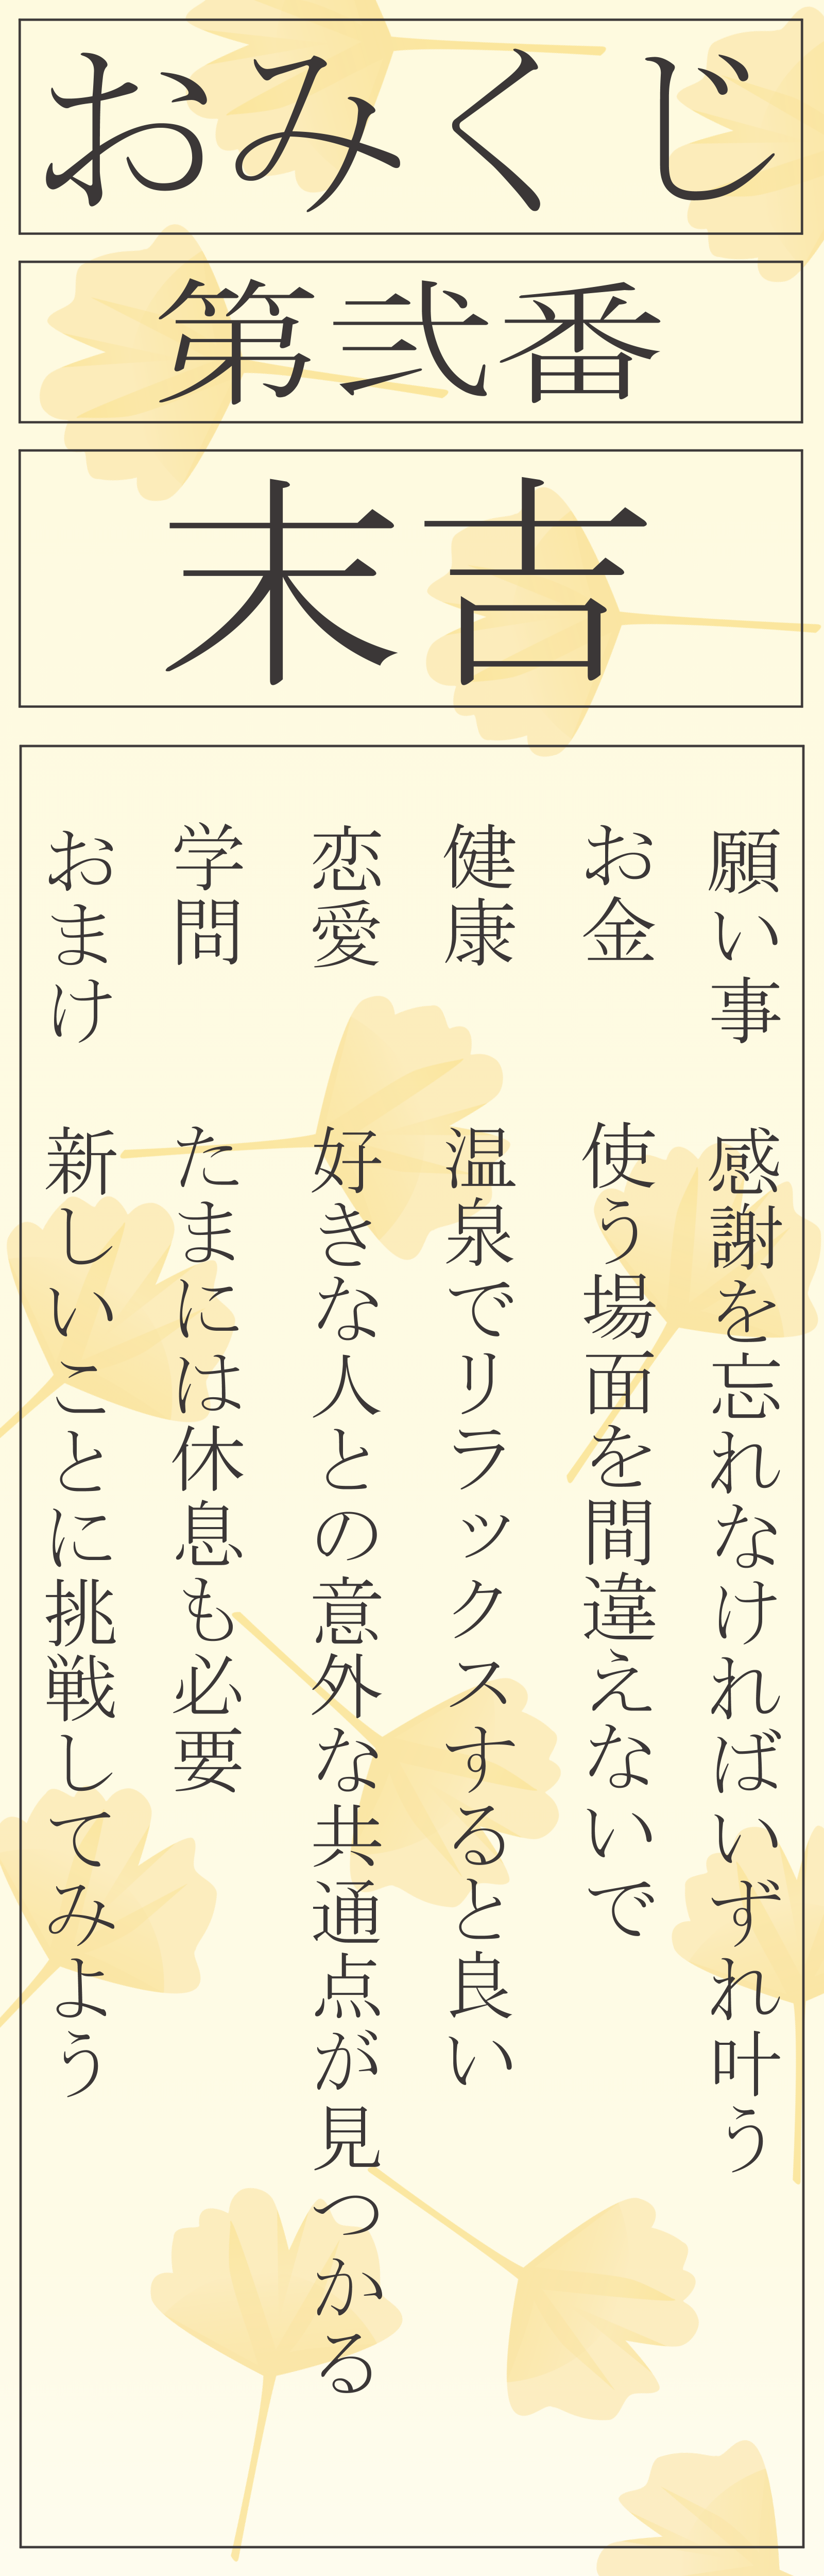 おみくじ
第弐番
末吉
願い事　感謝を忘れなければいずれ叶う
お金　使う場面を間違えないで
健康　温泉でリラックスすると良い
恋愛　好きな人との意外な共通点が見つかる
学問　たまには休息も必要
おまけ　新しいことに挑戦してみよう